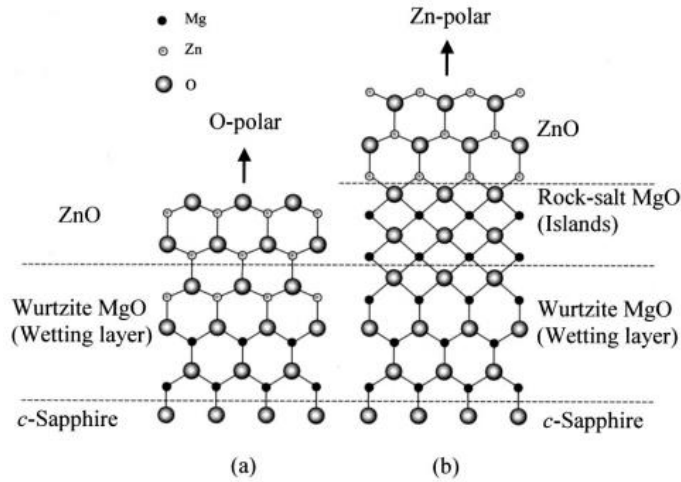 Mg
Zn
O
Zn-polar
O-polar
ZnO
ZnO
Rock-salt MgO
(Islands)
Wurtzite MgO
(Wetting layer)
Wurtzite MgO
(Wetting layer)
c-Sapphire
c-Sapphire
(a)
(b)